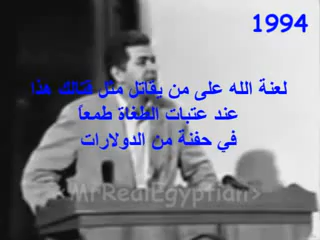 1994
لعنة الله على من يقاتل مثل قتالك هذا
عند عتبات الطغاة طمعاً
في حفنة من الدولارات
<MrRealEgyptian>